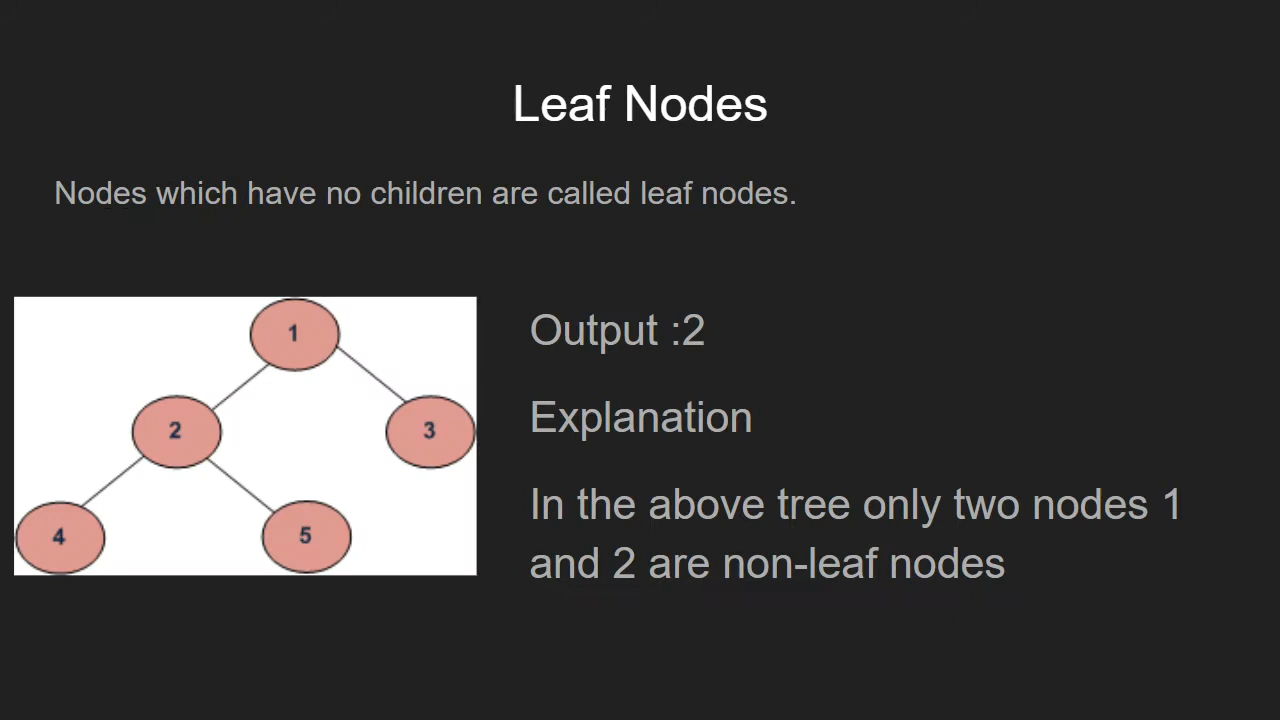 Leaf Nodes
Nodes which have no children are called leaf nodes.
1
2
3
4
5
Output :2
Explanation
In the above tree only two nodes 1
and 2 are non-leaf nodes